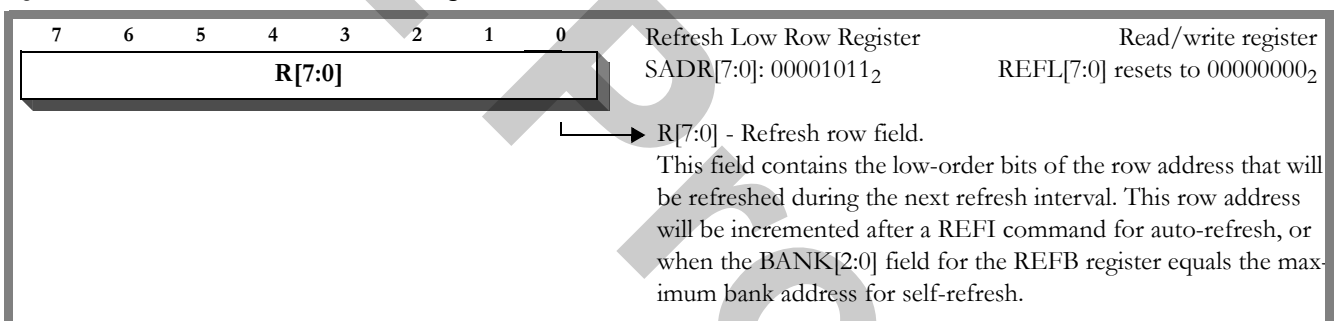 7 6 5 4 3 2 1 0
R[7:0]
Refresh Low Row Register Read/write register
SADR[7:0]: 00001011₂ REFL[7:0] resets to 00000000₂
R[7:0] - Refresh row field.
This field contains the low-order bits of the row address that will
be refreshed during the next refresh interval. This row address
will be incremented after a REFI command for auto-refresh, or
when the BANK[2:0] field for the REFB register equals the max-
imum bank address for self-refresh.